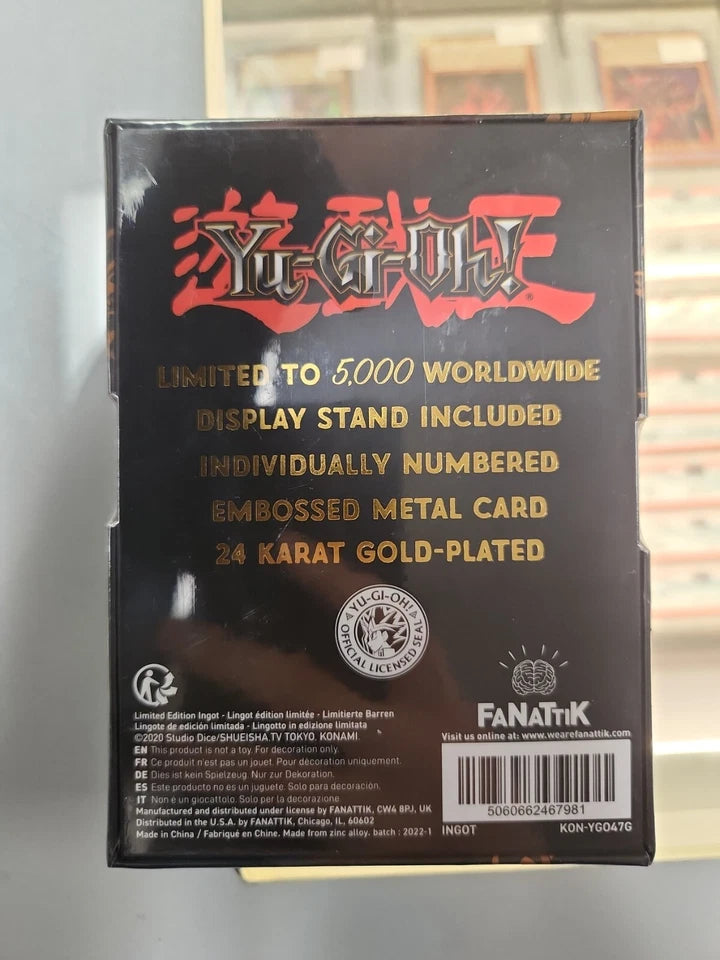 遊戯王
Yu-Gi-Oh!
®
LIMITED TO 5,000 WORLDWIDE
DISPLAY STAND INCLUDED
INDIVIDUALLY NUMBERED
EMBOSSED METAL CARD
24 KARAT GOLD-PLATED
YU-GI-OH!
OFFICIAL LICENSED SEAL
FANATTIK
Visit us online at: www.wearefanattik.com
Limited Edition Ingot - Lingot édition limitée - Limitierte Barren
Lingote de edición limitada - Lingotto in edizione limitata
©2020 Studio Dice/SHUEISHA.TV TOKYO. KONAMI.
EN This product is not a toy. For decoration only.
FR Ce produit n'est pas un jouet. Pour décoration uniquement.
DE Dies ist kein Spielzeug. Nur zur Dekoration.
ES Este producto no es un juguete. Solo para decoración.
IT Non è un giocattolo. Solo per la decorazione.
Manufactured and distributed under license by FANATTIK, CW4 8PJ, UK
Distributed in the U.S.A. by FANATTIK, Chicago, IL, 60602
Made in China / Fabriqué en Chine. Made from zinc alloy. batch : 2022-1
5060662467981
INGOT KON-YGO47G